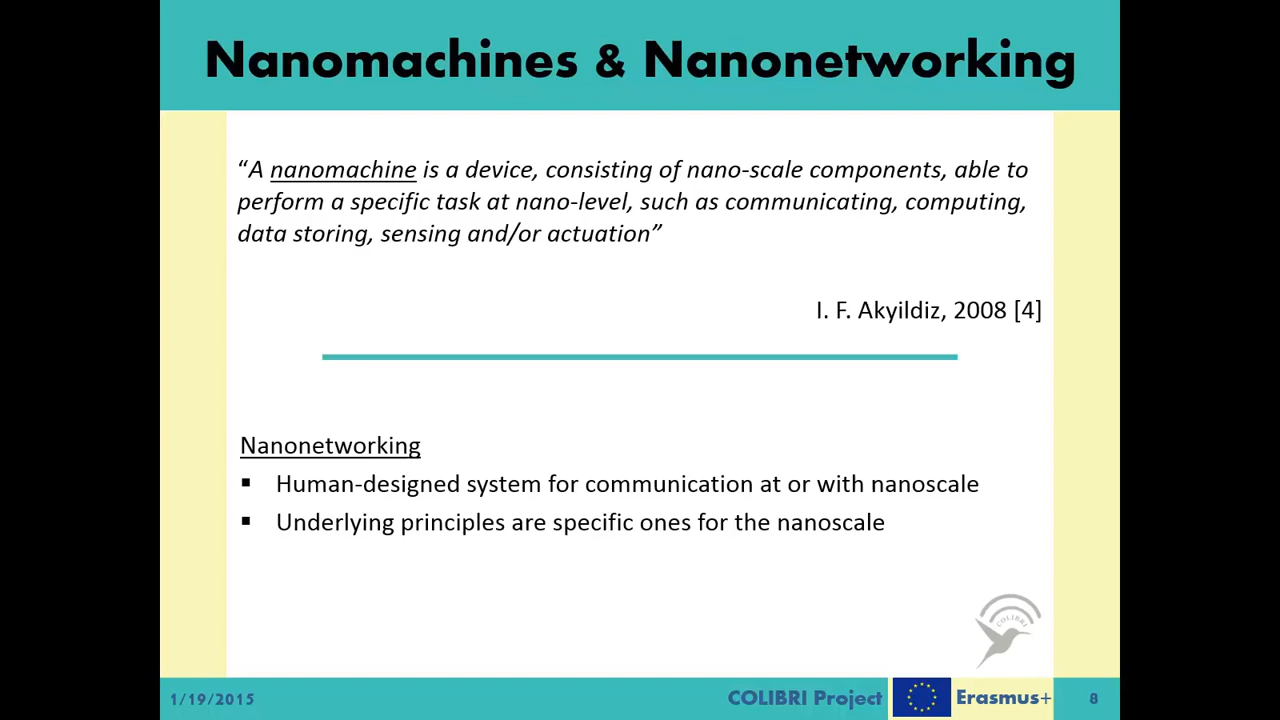 Nanomachines & Nanonetworking
“A nanomachine is a device, consisting of nano-scale components, able to
perform a specific task at nano-level, such as communicating, computing,
data storing, sensing and/or actuation”
I. F. Akyildiz, 2008 [4]
Nanonetworking
▪ Human-designed system for communication at or with nanoscale
▪ Underlying principles are specific ones for the nanoscale
COLIBRI
1/19/2015
COLIBRI Project
Erasmus+
8